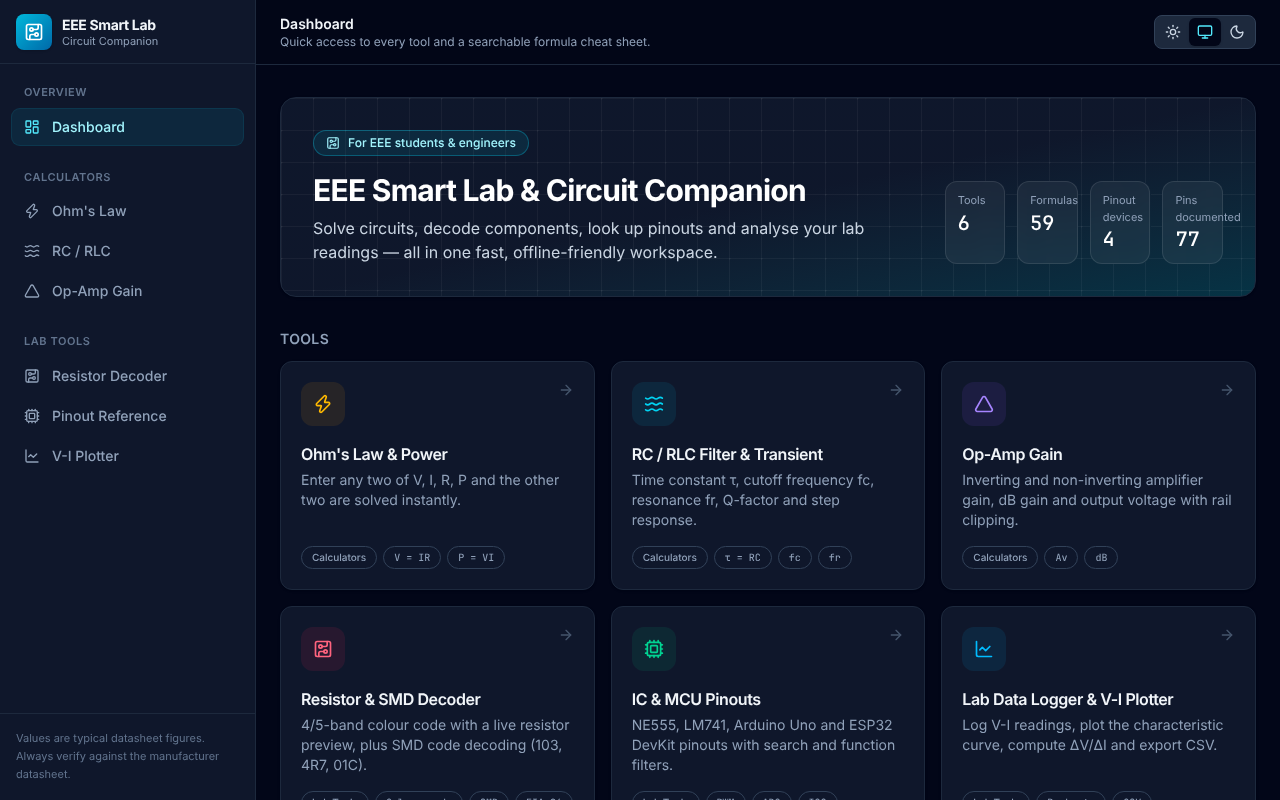 EEE Smart Lab
Circuit Companion
OVERVIEW
Dashboard
CALCULATORS
Ohm's Law
RC / RLC
Op-Amp Gain
LAB TOOLS
Resistor Decoder
Pinout Reference
V-I Plotter
Values are typical datasheet figures.
Always verify against the manufacturer
datasheet.
Dashboard
Quick access to every tool and a searchable formula cheat sheet.
For EEE students & engineers
EEE Smart Lab & Circuit Companion
Solve circuits, decode components, look up pinouts and analyse your lab
readings — all in one fast, offline-friendly workspace.
Tools
6
Formulas
59
Pinout
devices
4
Pins
documented
77
TOOLS
Ohm's Law & Power
Enter any two of V, I, R, P and the other
two are solved instantly.
Calculators V = IR P = VI
RC / RLC Filter & Transient
Time constant τ, cutoff frequency fc,
resonance fr, Q-factor and step
response.
Calculators τ = RC fc fr
Op-Amp Gain
Inverting and non-inverting amplifier
gain, dB gain and output voltage with rail
clipping.
Calculators Av dB
Resistor & SMD Decoder
4/5-band colour code with a live resistor
preview, plus SMD code decoding (103,
4R7, 01C).
IC & MCU Pinouts
NE555, LM741, Arduino Uno and ESP32
DevKit pinouts with search and function
filters.
Lab Data Logger & V-I Plotter
Log V-I readings, plot the characteristic
curve, compute ΔV/ΔI and export CSV.